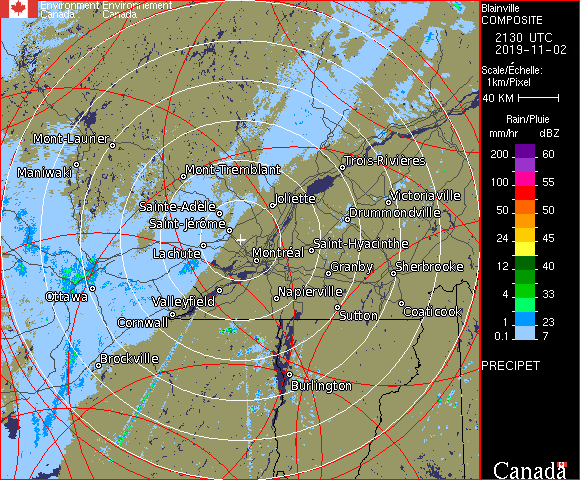 Environment Environnement
Canada Canada
Blainville
COMPOSITE
2130 UTC
2019-11-02
Scale/Échelle:
1km/Pixel
40 KM
Rain/Pluie
mm/hr dBZ
200 60
100 55
50 50
24 45
12 40
4 33
1 23
0.1 7
PRECIPET
Canada
Mont-Laurier
Maniwaki
Mont-Tremblant
Trois-Rivières
Sainte-Adèle
Joliette
Victoriaville
Drummondville
Saint-Jérôme
Lachute
Montréal
Saint-Hyacinthe
Granby
Sherbrooke
Ottawa
Valleyfield
Napierville
Cornwall
Sutton
Coaticook
Brockville
Burlington